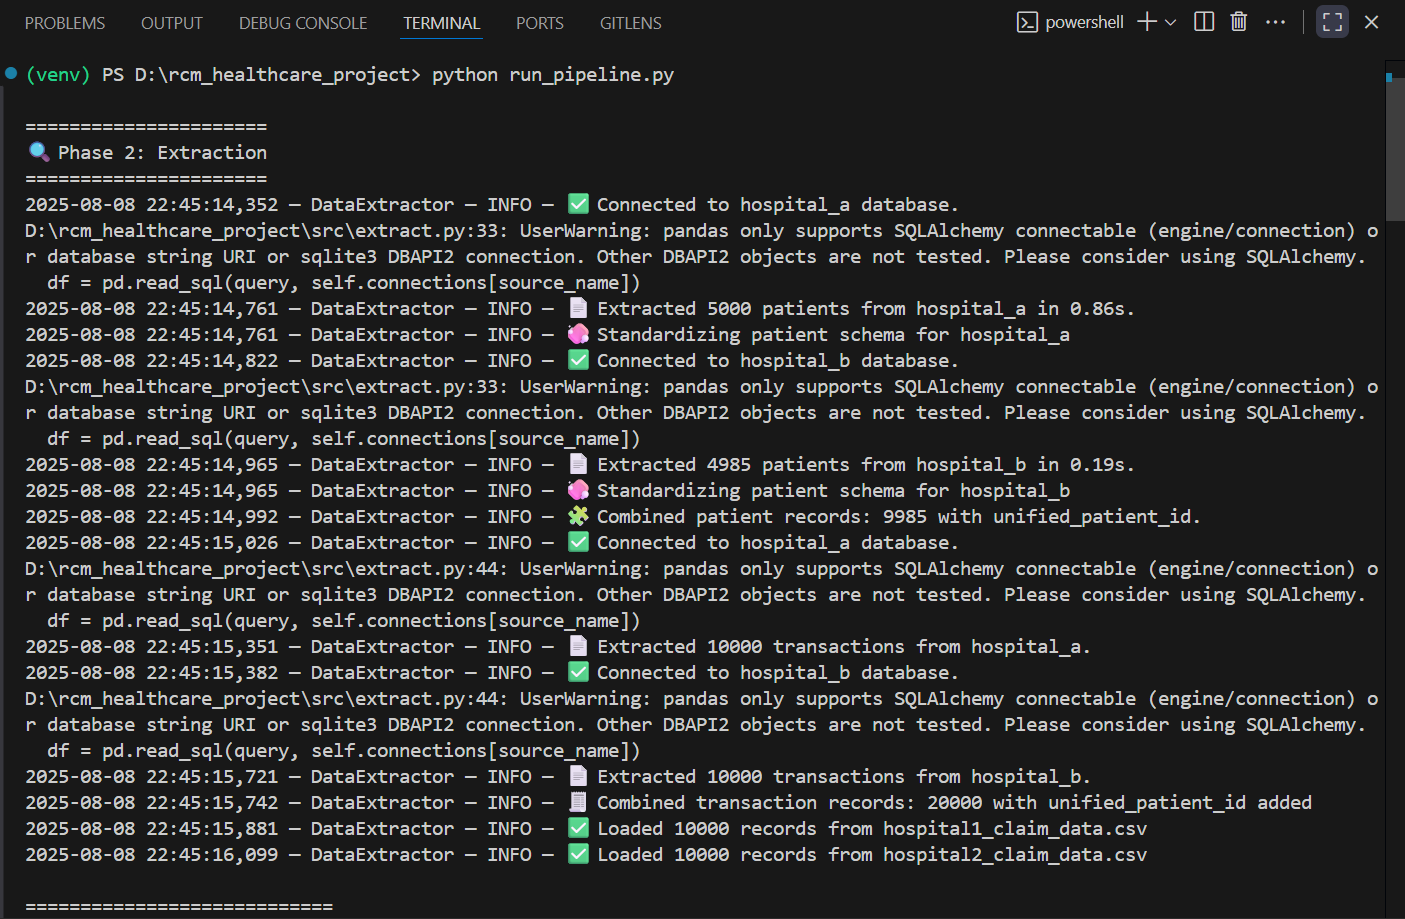 PROBLEMS OUTPUT DEBUG CONSOLE TERMINAL PORTS GITLENS powershell
(venv) PS D:\rcm_healthcare_project> python run_pipeline.py
======================
🔍 Phase 2: Extraction
======================
2025-08-08 22:45:14,352 — DataExtractor — INFO — ✅ Connected to hospital_a database.
D:\rcm_healthcare_project\src\extract.py:33: UserWarning: pandas only supports SQLAlchemy connectable (engine/connection) o
r database string URI or sqlite3 DBAPI2 connection. Other DBAPI2 objects are not tested. Please consider using SQLAlchemy.
  df = pd.read_sql(query, self.connections[source_name])
2025-08-08 22:45:14,761 — DataExtractor — INFO — 📄 Extracted 5000 patients from hospital_a in 0.86s.
2025-08-08 22:45:14,761 — DataExtractor — INFO — 🧼 Standardizing patient schema for hospital_a
2025-08-08 22:45:14,822 — DataExtractor — INFO — ✅ Connected to hospital_b database.
D:\rcm_healthcare_project\src\extract.py:33: UserWarning: pandas only supports SQLAlchemy connectable (engine/connection) o
r database string URI or sqlite3 DBAPI2 connection. Other DBAPI2 objects are not tested. Please consider using SQLAlchemy.
  df = pd.read_sql(query, self.connections[source_name])
2025-08-08 22:45:14,965 — DataExtractor — INFO — 📄 Extracted 4985 patients from hospital_b in 0.19s.
2025-08-08 22:45:14,965 — DataExtractor — INFO — 🧼 Standardizing patient schema for hospital_b
2025-08-08 22:45:14,992 — DataExtractor — INFO — 🧩 Combined patient records: 9985 with unified_patient_id.
2025-08-08 22:45:15,026 — DataExtractor — INFO — ✅ Connected to hospital_a database.
D:\rcm_healthcare_project\src\extract.py:44: UserWarning: pandas only supports SQLAlchemy connectable (engine/connection) o
r database string URI or sqlite3 DBAPI2 connection. Other DBAPI2 objects are not tested. Please consider using SQLAlchemy.
  df = pd.read_sql(query, self.connections[source_name])
2025-08-08 22:45:15,351 — DataExtractor — INFO — 📄 Extracted 10000 transactions from hospital_a.
2025-08-08 22:45:15,382 — DataExtractor — INFO — ✅ Connected to hospital_b database.
D:\rcm_healthcare_project\src\extract.py:44: UserWarning: pandas only supports SQLAlchemy connectable (engine/connection) o
r database string URI or sqlite3 DBAPI2 connection. Other DBAPI2 objects are not tested. Please consider using SQLAlchemy.
  df = pd.read_sql(query, self.connections[source_name])
2025-08-08 22:45:15,721 — DataExtractor — INFO — 📄 Extracted 10000 transactions from hospital_b.
2025-08-08 22:45:15,742 — DataExtractor — INFO — 🧾 Combined transaction records: 20000 with unified_patient_id added
2025-08-08 22:45:15,881 — DataExtractor — INFO — ✅ Loaded 10000 records from hospital1_claim_data.csv
2025-08-08 22:45:16,099 — DataExtractor — INFO — ✅ Loaded 10000 records from hospital2_claim_data.csv
============================